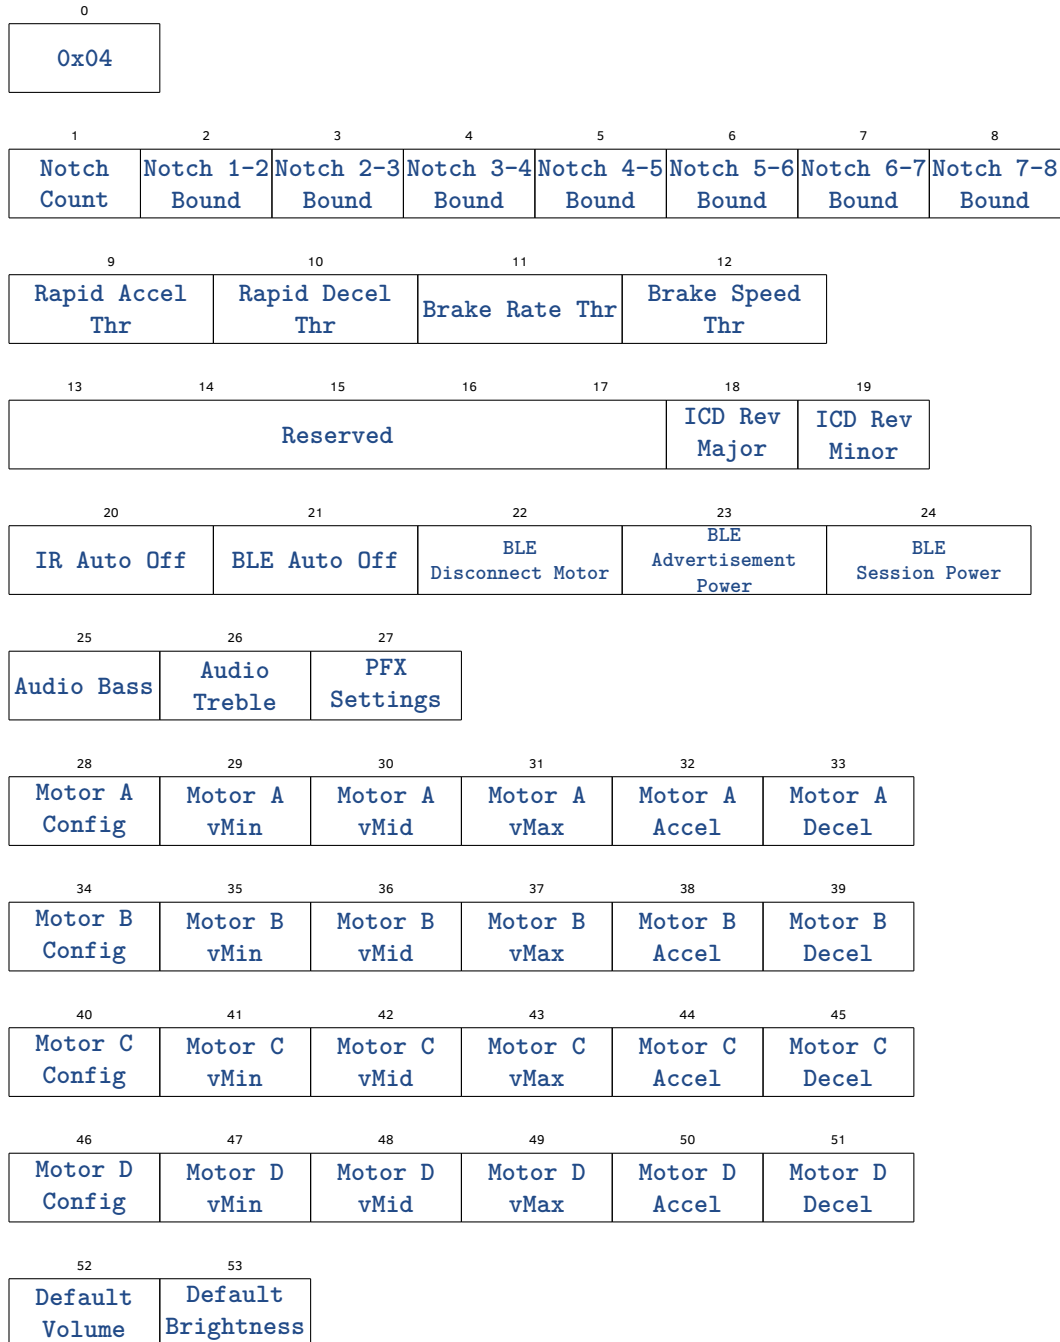 0
0x04
1 2 3 4 5 6 7 8
Notch Notch 1-2 Notch 2-3 Notch 3-4 Notch 4-5 Notch 5-6 Notch 6-7 Notch 7-8
Count Bound Bound Bound Bound Bound Bound Bound
9 10 11 12
Rapid Accel Rapid Decel Brake Rate Thr Brake Speed
Thr Thr Thr
13 14 15 16 17 18 19
Reserved ICD Rev ICD Rev
Major Minor
20 21 22 23 24
IR Auto Off BLE Auto Off BLE BLE BLE
Disconnect Motor Advertisement Session Power
Power
25 26 27
Audio Bass Audio PFX
Treble Settings
28 29 30 31 32 33
Motor A Motor A Motor A Motor A Motor A Motor A
Config vMin vMid vMax Accel Decel
34 35 36 37 38 39
Motor B Motor B Motor B Motor B Motor B Motor B
Config vMin vMid vMax Accel Decel
40 41 42 43 44 45
Motor C Motor C Motor C Motor C Motor C Motor C
Config vMin vMid vMax Accel Decel
46 47 48 49 50 51
Motor D Motor D Motor D Motor D Motor D Motor D
Config vMin vMid vMax Accel Decel
52 53
Default Default
Volume Brightness